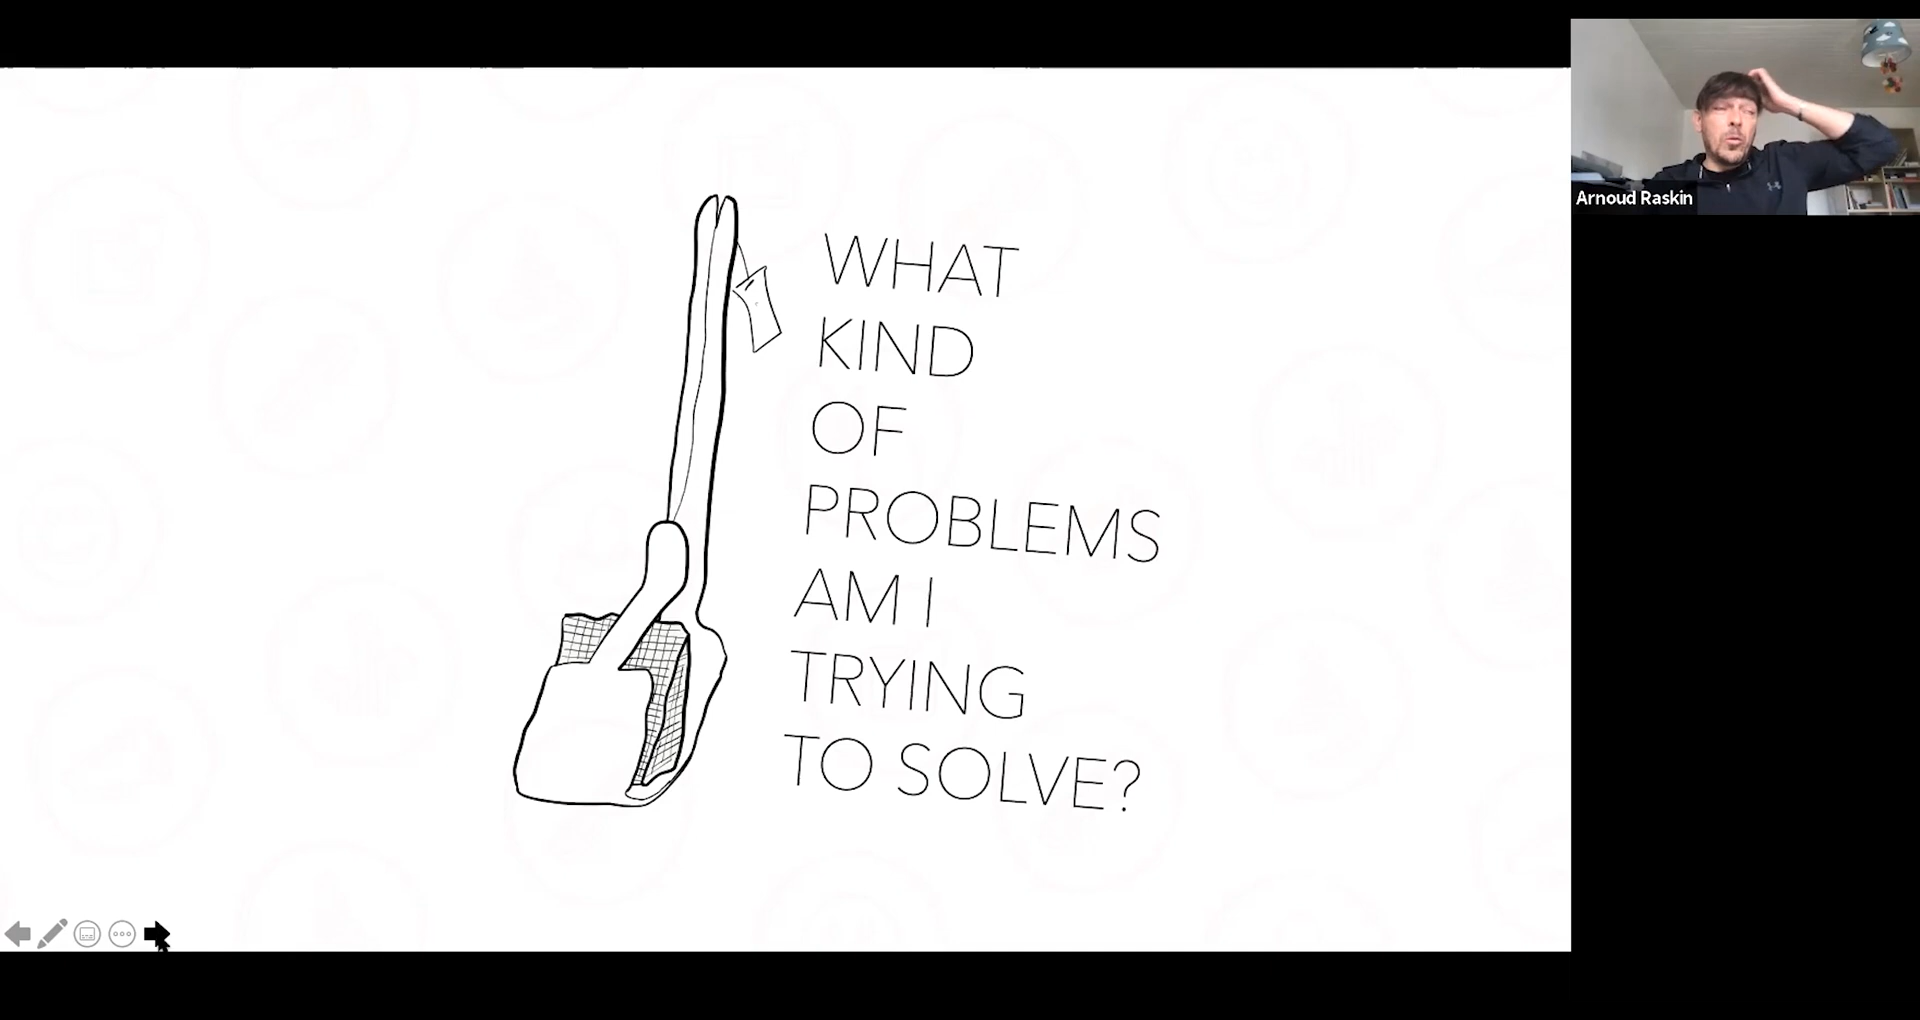 WHAT
KIND
OF
PROBLEMS
AM I
TRYING
TO SOLVE?
Arnoud Raskin